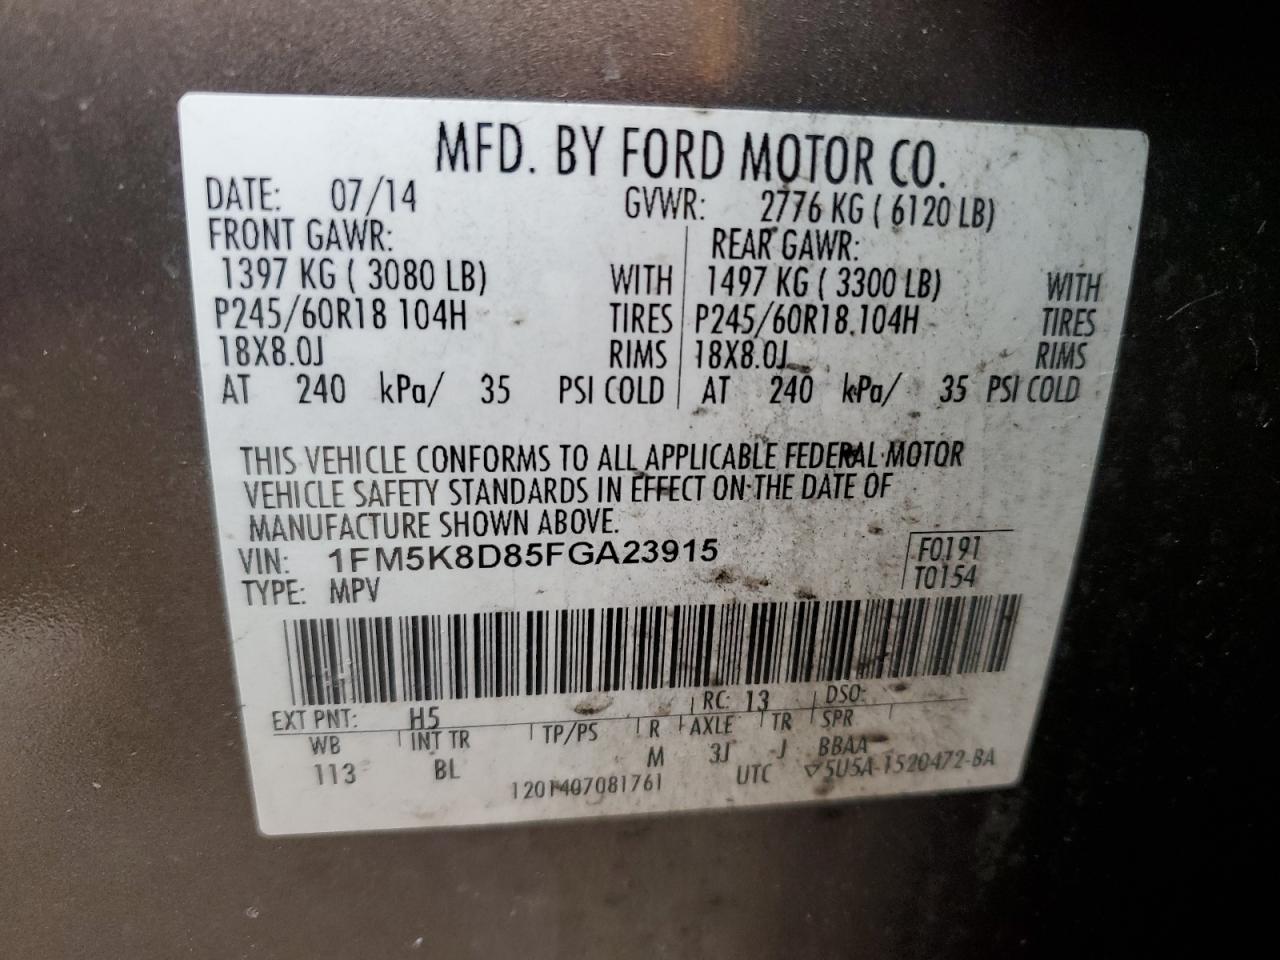 MFD. BY FORD MOTOR CO.
DATE: 07/14 GVWR: 2776 KG ( 6120 LB)
FRONT GAWR: REAR GAWR:
1397 KG ( 3080 LB) WITH 1497 KG ( 3300 LB) WITH
P245/60R18 104H TIRES P245/60R18 104H TIRES
18X8.0J RIMS 18X8.0J RIMS
AT 240 kPa/ 35 PSI COLD AT 240 kPa/ 35 PSI COLD
THIS VEHICLE CONFORMS TO ALL APPLICABLE FEDERAL MOTOR
VEHICLE SAFETY STANDARDS IN EFFECT ON THE DATE OF
MANUFACTURE SHOWN ABOVE.
VIN: 1FM5K8D85FGA23915 F0191
TYPE: MPV T0154
EXT PNT: H5 RC: 13 DSO:
WB INT TR TP/PS R AXLE TR SPR
113 BL M 3J J BBAA
1201407081761 UTC ▽5U5A-1520472-BA